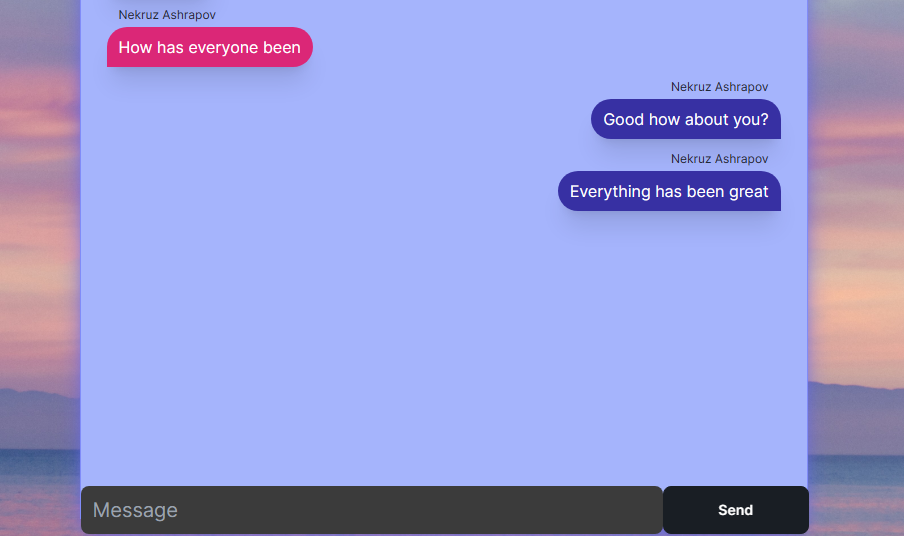 Nekruz Ashrapov
How has everyone been
Nekruz Ashrapov
Good how about you?
Nekruz Ashrapov
Everything has been great
Message
Send